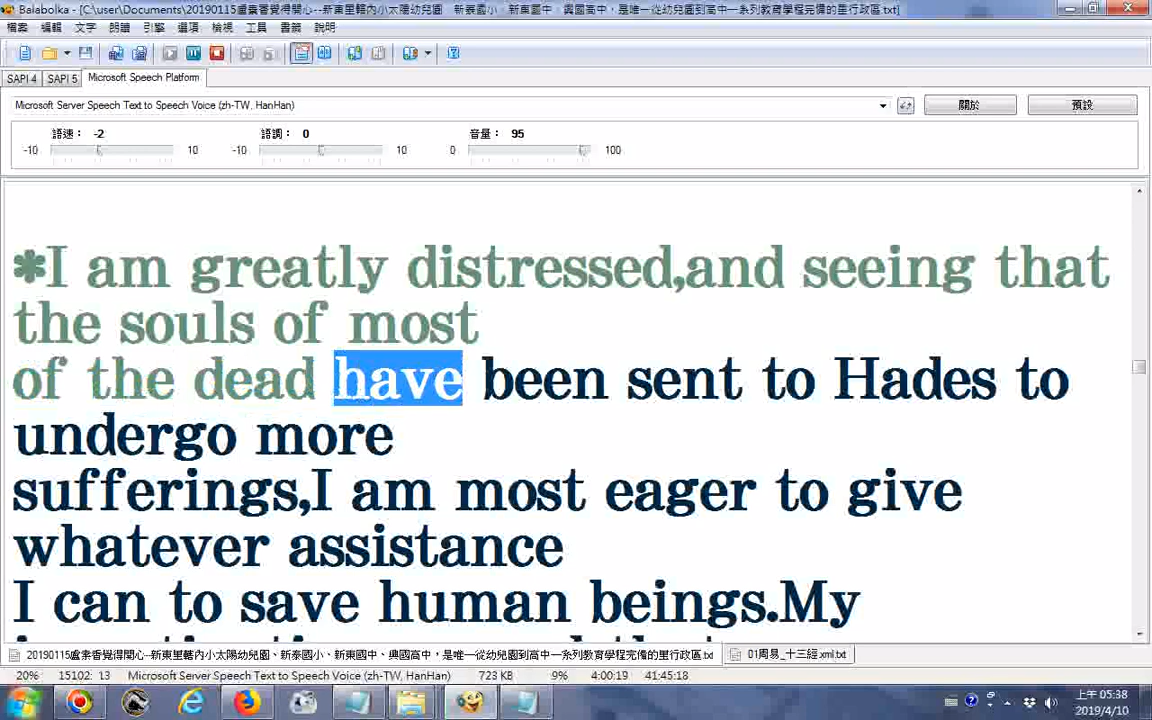 Balabolka - [C:\user\Documents\20190115盧素香覺得開心--新東里轄內小太陽幼兒園、新泰國小、新東國中、興國高中，是唯一從幼兒園到高中一系列教育學程完備的里行政區.txt]
檔案 編輯 文字 朗讀 引擎 選項 檢視 工具 書籤 說明
SAPI 4 SAPI 5 Microsoft Speech Platform
Microsoft Server Speech Text to Speech Voice (zh-TW, HanHan) 關於 預設
語速： -2 語調： 0 音量： 95
-10 10 -10 10 0 100
*I am greatly distressed,and seeing that
the souls of most
of the dead have been sent to Hades to
undergo more
sufferings,I am most eager to give
whatever assistance
I can to save human beings.My
20190115盧素香覺得開心--新東里轄內小太陽幼兒園、新泰國小、新東國中、興國高中，是唯一從幼兒園到高中一系列教育學程完備的里行政區.txt 01周易_十三經.xml.txt
20% 15102: 13 Microsoft Server Speech Text to Speech Voice (zh-TW, HanHan) 723 KB 9% 4:00:19 41:45:18
上午 05:38
2019/4/10